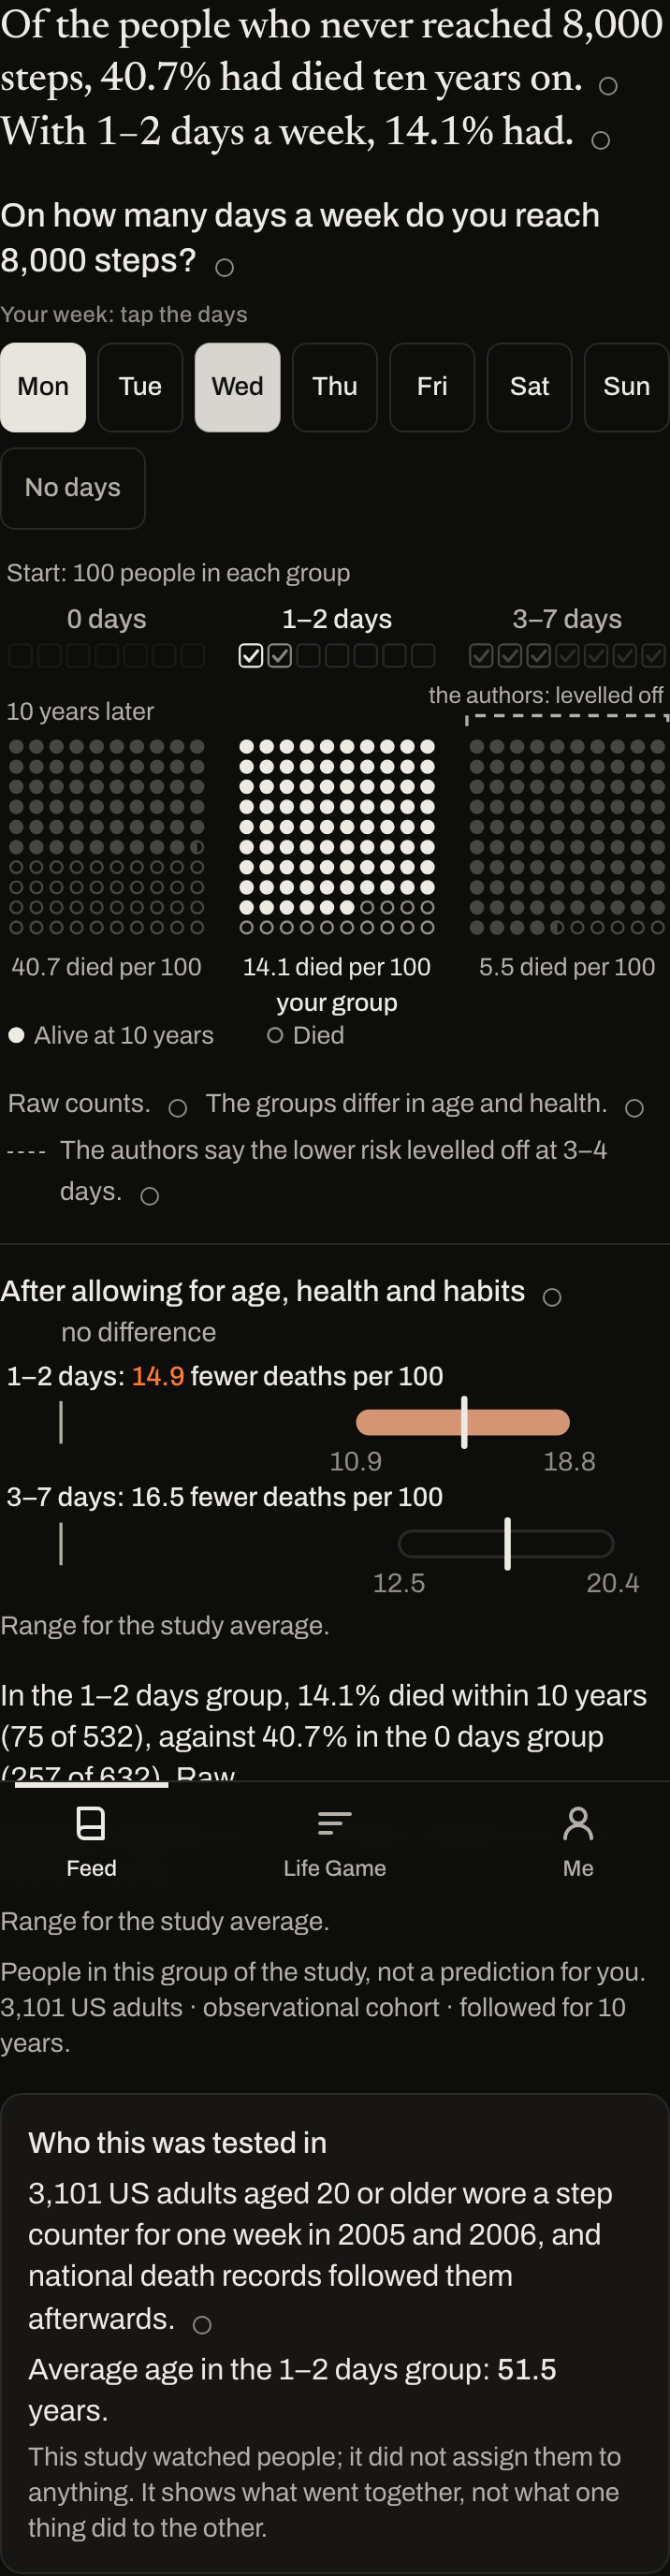 Of the people who never reached 8,000
steps, 40.7% had died ten years on.
With 1–2 days a week, 14.1% had.
On how many days a week do you reach
8,000 steps?
Your week: tap the days
Mon Tue Wed Thu Fri Sat Sun
No days
Start: 100 people in each group
0 days 1–2 days 3–7 days
the authors: levelled off
10 years later
40.7 died per 100 14.1 died per 100 5.5 died per 100
your group
Alive at 10 years Died
Raw counts. The groups differ in age and health.
The authors say the lower risk levelled off at 3–4
days.
After allowing for age, health and habits
no difference
1–2 days: 14.9 fewer deaths per 100
10.9 18.8
3–7 days: 16.5 fewer deaths per 100
12.5 20.4
Range for the study average.
In the 1–2 days group, 14.1% died within 10 years
(75 of 532), against 40.7% in the 0 days group
(257 of 632). Raw
Feed Life Game Me
Range for the study average.
People in this group of the study, not a prediction for you.
3,101 US adults · observational cohort · followed for 10
years.
Who this was tested in
3,101 US adults aged 20 or older wore a step
counter for one week in 2005 and 2006, and
national death records followed them
afterwards.
Average age in the 1–2 days group: 51.5
years.
This study watched people; it did not assign them to
anything. It shows what went together, not what one
thing did to the other.